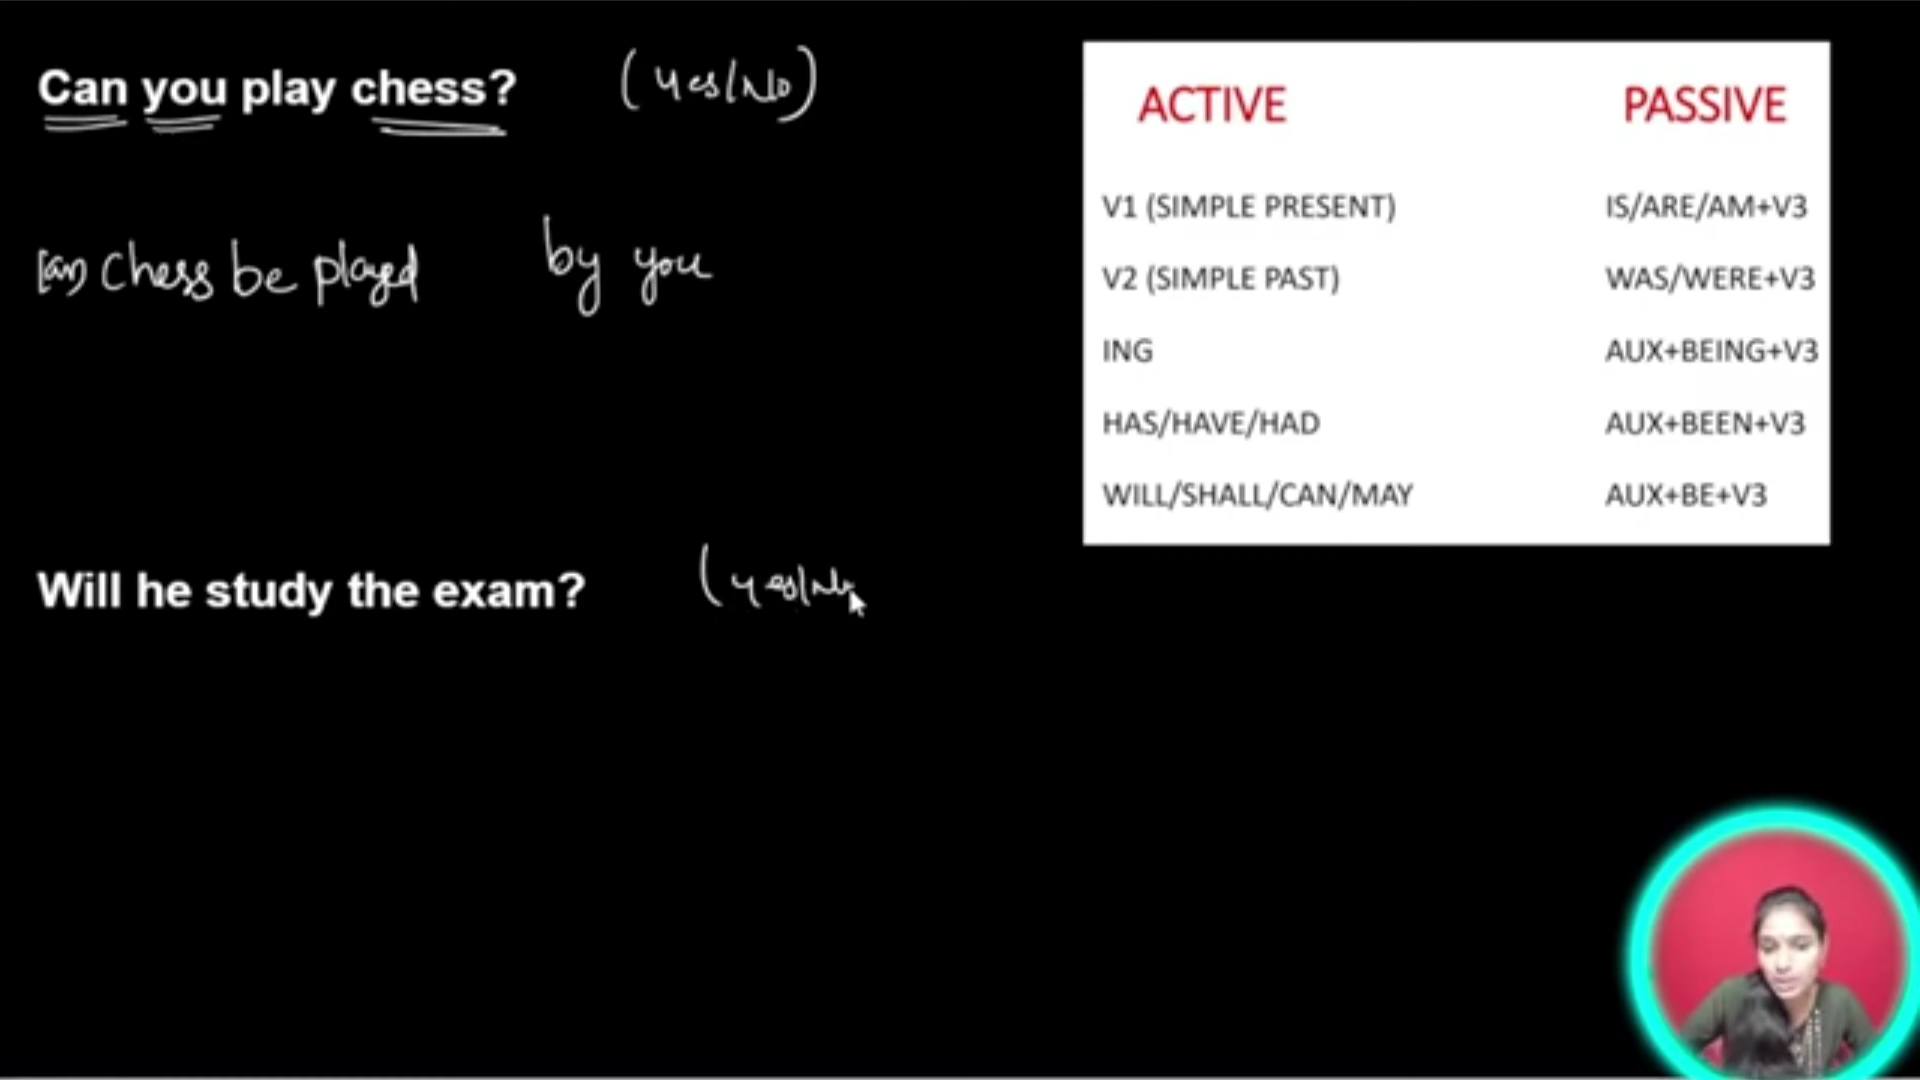 Can you play chess? (Yes/No)
Can Chess be played by you
Will he study the exam? (Yes/No
ACTIVE PASSIVE
V1 (SIMPLE PRESENT) IS/ARE/AM+V3
V2 (SIMPLE PAST) WAS/WERE+V3
ING AUX+BEING+V3
HAS/HAVE/HAD AUX+BEEN+V3
WILL/SHALL/CAN/MAY AUX+BE+V3